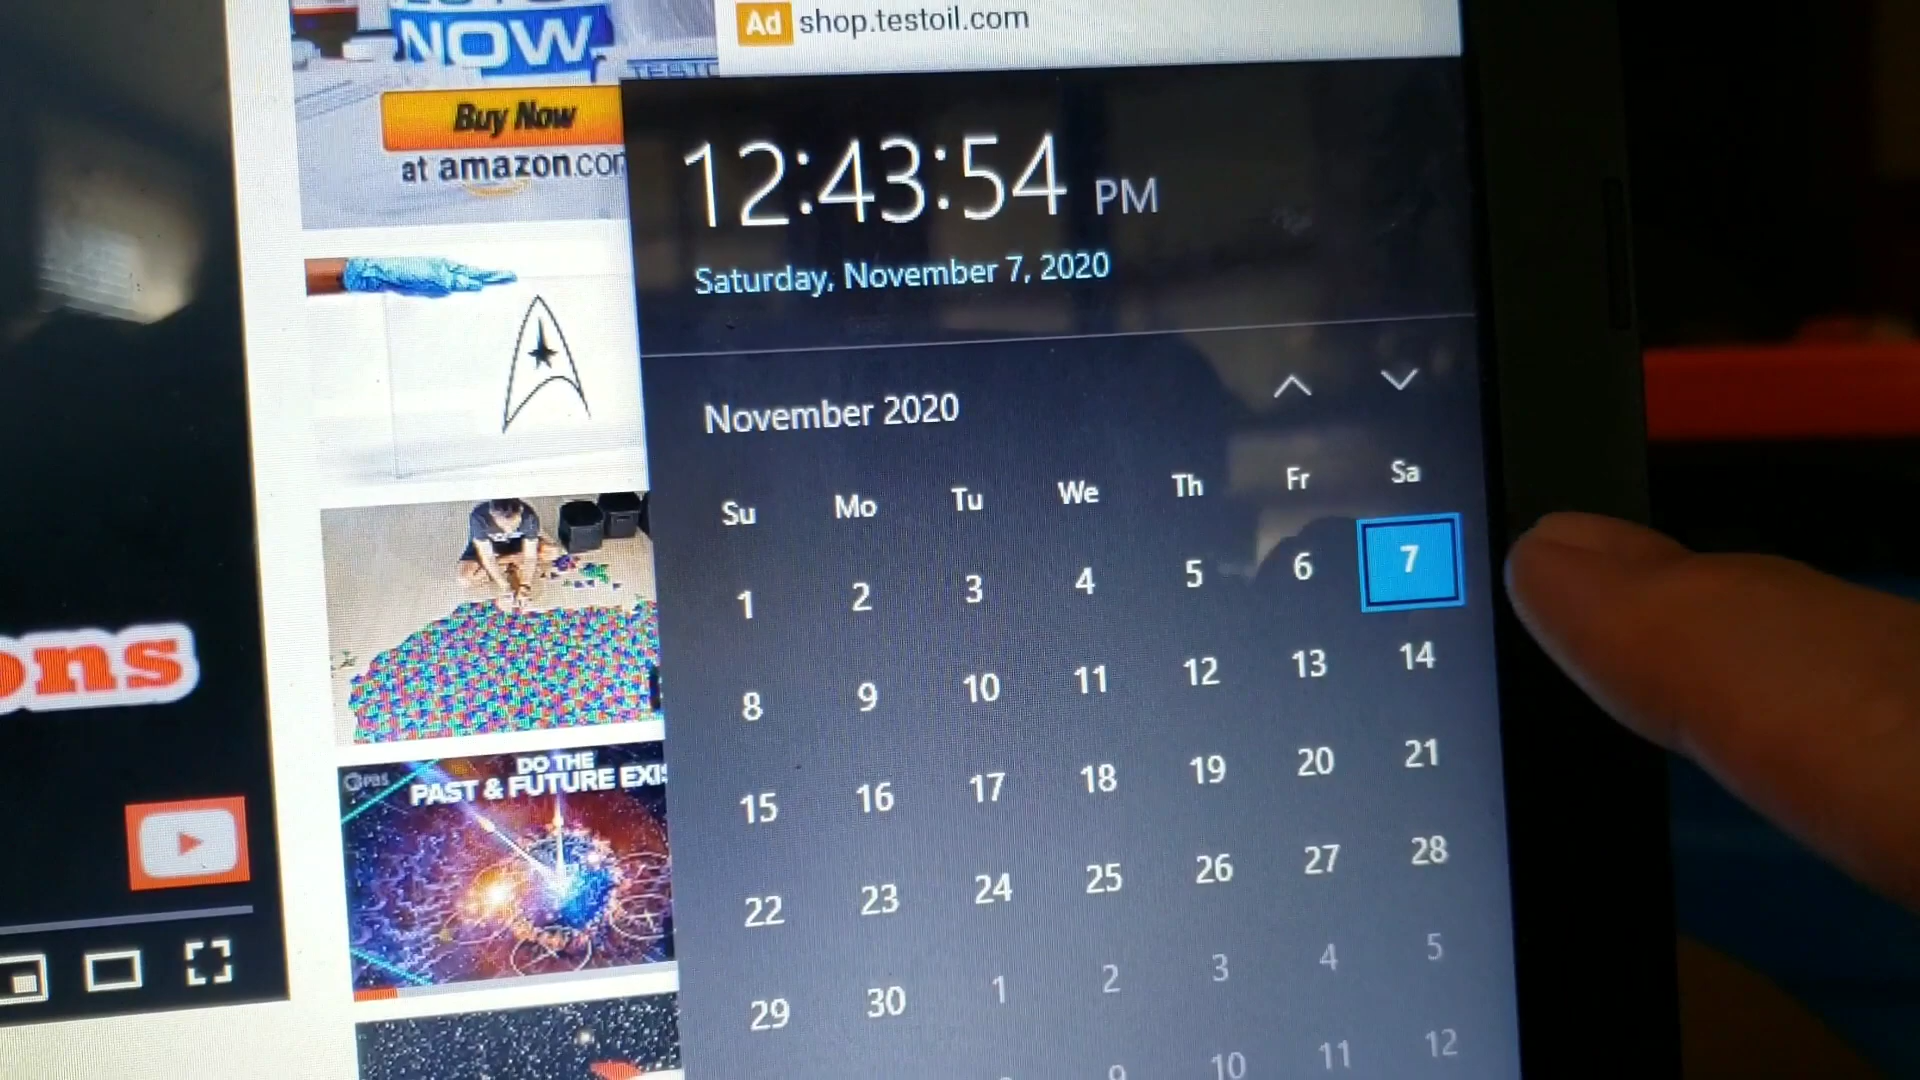 NOW
Buy Now
at amazon.com
Ad shop.testoil.com
12:43:54 PM
Saturday, November 7, 2020
November 2020
Su Mo Tu We Th Fr Sa
1 2 3 4 5 6 7
8 9 10 11 12 13 14
15 16 17 18 19 20 21
22 23 24 25 26 27 28
29 30 1 2 3 4 5
9 10 11 12
ons
PBS
DO THE
PAST & FUTURE EXIS